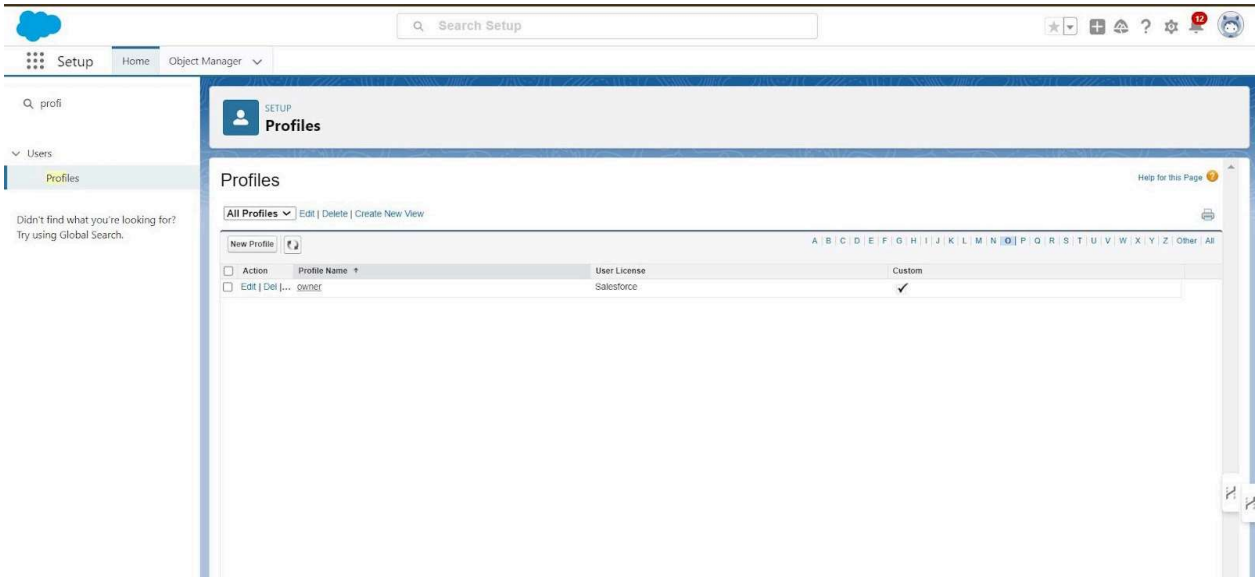 Search Setup
12
Setup Home Object Manager
profi
Users
Profiles
Didn't find what you're looking for?
Try using Global Search.
SETUP
Profiles
Profiles
Help for this Page
All Profiles Edit | Delete | Create New View
New Profile
A | B | C | D | E | F | G | H | I | J | K | L | M | N | O | P | Q | R | S | T | U | V | W | X | Y | Z | Other | All
Action Profile Name ↑ User License Custom
Edit | Del |... owner Salesforce ✓